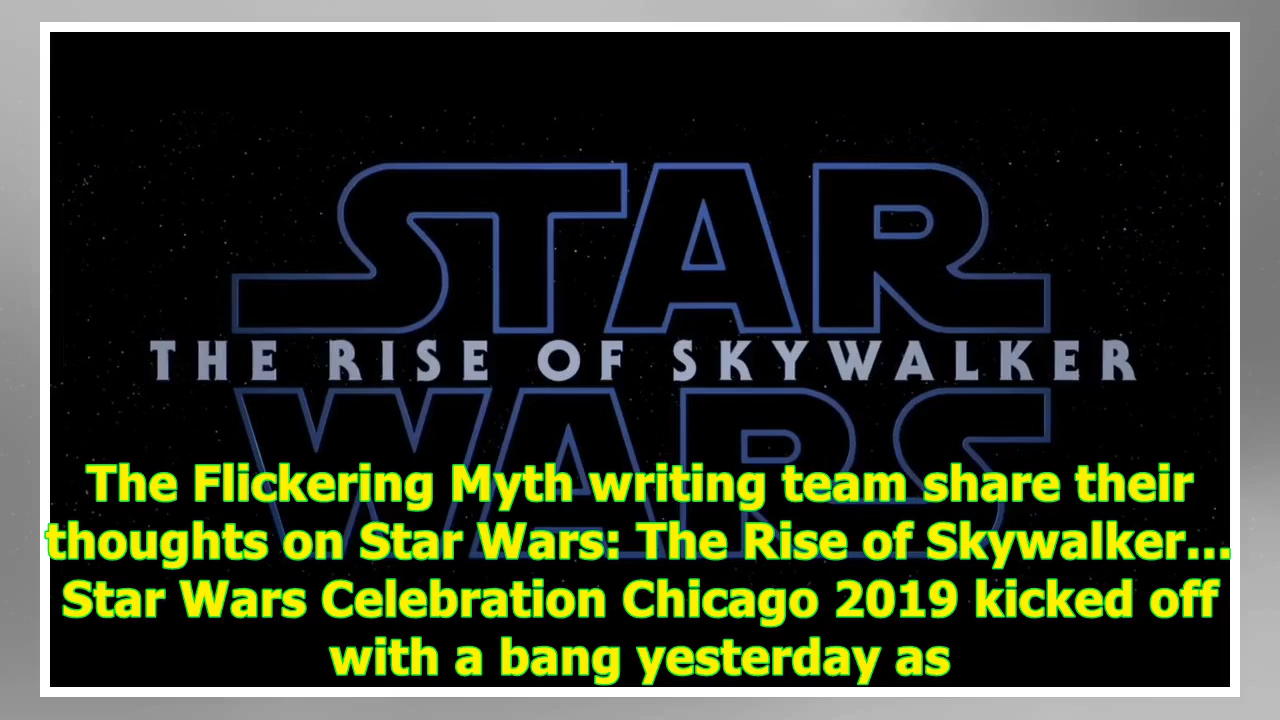 STAR
THE RISE OF SKYWALKER
WARS
The Flickering Myth writing team share their
thoughts on Star Wars: The Rise of Skywalker...
Star Wars Celebration Chicago 2019 kicked off
with a bang yesterday as